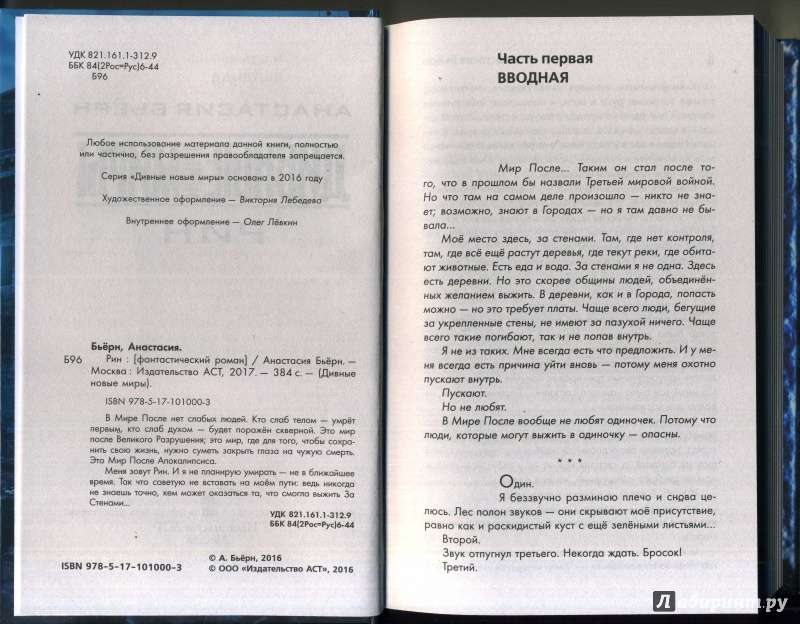 УДК 821.161.1-312.9
ББК 84(2Рос=Рус)6-44
Б96
Любое использование материала данной книги, полностью
или частично, без разрешения правообладателя запрещается.
Серия «Дивные новые миры» основана в 2016 году
Художественное оформление — Виктория Лебедева
Внутреннее оформление — Олег Лёвкин
Бьёрн, Анастасия.
Б96 Рин : [фантастический роман] / Анастасия Бьёрн. —
Москва : Издательство АСТ, 2017. — 384 с. — (Дивные
новые миры).
ISBN 978-5-17-101000-3
В Мире После нет слабых людей. Кто слаб телом — умрёт
первым, кто слаб духом — будет поражён скверной. Это мир
после Великого Разрушения; это мир, где для того, чтобы сохра-
нить свою жизнь, нужно суметь закрыть глаза на чужую смерть.
Это Мир После Апокалипсиса.
Меня зовут Рин. И я не планирую умирать — не в ближайшее
время. Так что советую не вставать на моём пути: ведь никогда
не знаешь точно, кем может оказаться та, что смогла выжить За
Стенами...
УДК 821.161.1-312.9
ББК 84(2Рос=Рус)6-44
© А. Бьёрн, 2016
ISBN 978-5-17-101000-3 © ООО «Издательство АСТ», 2016
Часть первая
ВВОДНАЯ
Мир После... Таким он стал после то-
го, что в прошлом бы назвали Третьей мировой войной.
Но что там на самом деле произошло — никто не зна-
ет; возможно, знают в Городах — но я там давно не бы-
вала...
Моё место здесь, за стенами. Там, где нет контроля,
там, где всё ещё растут деревья, где текут реки, где обита-
ют животные. Есть еда и вода. За стенами я не одна. Здесь
есть деревни. Но это скорее общины людей, объединён-
ных желанием выжить. В деревни, как и в Города, попасть
можно — но это требует платы. Чаще всего люди, бегущие
за укрепленные стены, не имеют за пазухой ничего. Чаще
всего такие погибают, так и не попав внутрь.
Я не из таких. Мне всегда есть что предложить. И у ме-
ня всегда есть причина уйти вновь — потому меня охотно
пускают внутрь.
Пускают.
Но не любят.
В Мире После вообще не любят одиночек. Потому что
люди, которые могут выжить в одиночку — опасны.
* * *
Один.
Я беззвучно разминаю плечо и снова це-
люсь. Лес полон звуков — они скрывают моё присутствие,
равно как и раскидистый куст с ещё зелёными листьями...
Второй.
Звук отпугнул третьего. Некогда ждать. Бросок!
Третий.
Лабиринт.ру